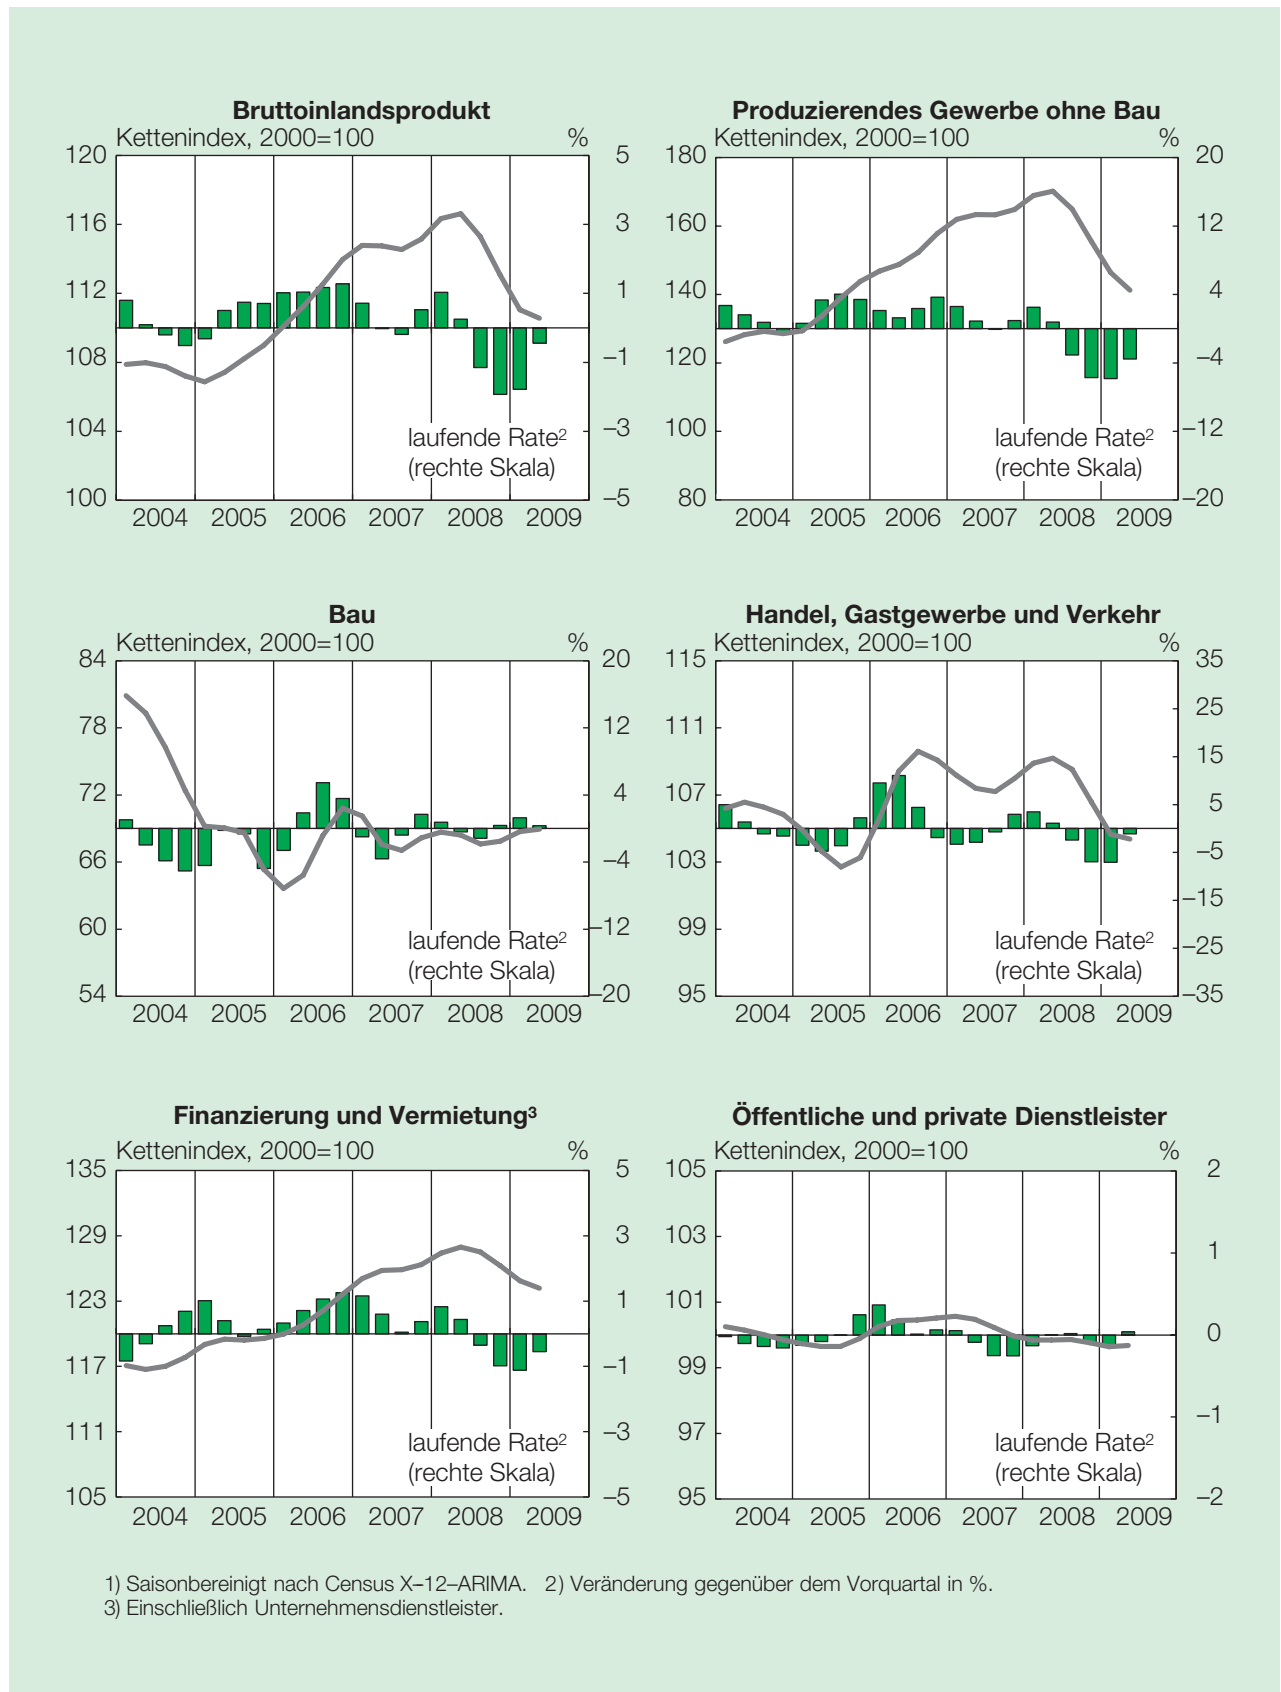 Bruttoinlandsprodukt
Kettenindex, 2000=100 %
120 5
116 3
112 1
108 –1
104 –3
100 –5
laufende Rate²
(rechte Skala)
2004 2005 2006 2007 2008 2009
Produzierendes Gewerbe ohne Bau
Kettenindex, 2000=100 %
180 20
160 12
140 4
120 –4
100 –12
80 –20
laufende Rate²
(rechte Skala)
2004 2005 2006 2007 2008 2009
Bau
Kettenindex, 2000=100 %
84 20
78 12
72 4
66 –4
60 –12
54 –20
laufende Rate²
(rechte Skala)
2004 2005 2006 2007 2008 2009
Handel, Gastgewerbe und Verkehr
Kettenindex, 2000=100 %
115 35
25
111
15
107 5
103 –5
–15
99
–25
95 –35
laufende Rate²
(rechte Skala)
2004 2005 2006 2007 2008 2009
Finanzierung und Vermietung³
Kettenindex, 2000=100 %
135 5
129 3
123 1
117 –1
111 –3
105 –5
laufende Rate²
(rechte Skala)
2004 2005 2006 2007 2008 2009
Öffentliche und private Dienstleister
Kettenindex, 2000=100 %
105 2
103
1
101
0
99
–1
97
95 –2
laufende Rate²
(rechte Skala)
2004 2005 2006 2007 2008 2009
1) Saisonbereinigt nach Census X–12–ARIMA. 2) Veränderung gegenüber dem Vorquartal in %.
3) Einschließlich Unternehmensdienstleister.